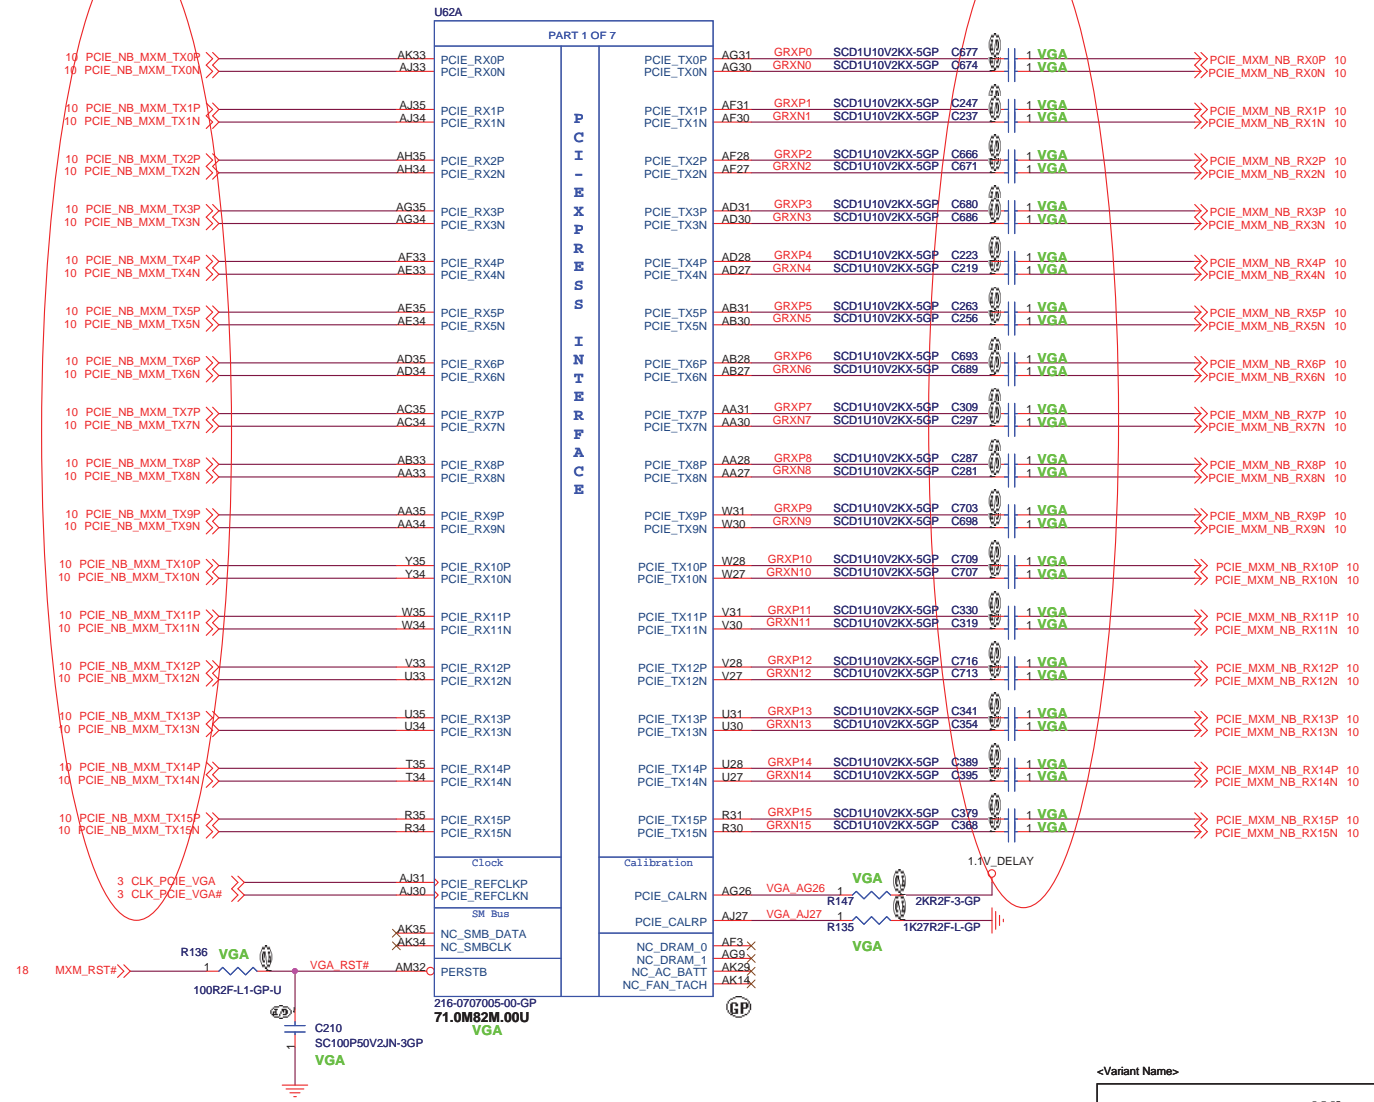 U62A
PART 1 OF 7
10 PCIE_NB_MXM_TX0P AK33 PCIE_RX0P PCIE_TX0P AG31 GRXP0 SCD1U10V2KX-5GP C677 1 VGA PCIE_MXM_NB_RX0P 10
10 PCIE_NB_MXM_TX0N AJ33 PCIE_RX0N PCIE_TX0N AG30 GRXN0 SCD1U10V2KX-5GP C674 1 VGA PCIE_MXM_NB_RX0N 10
10 PCIE_NB_MXM_TX1P AJ35 PCIE_RX1P PCIE_TX1P AF31 GRXP1 SCD1U10V2KX-5GP C247 1 VGA PCIE_MXM_NB_RX1P 10
10 PCIE_NB_MXM_TX1N AJ34 PCIE_RX1N PCIE_TX1N AF30 GRXN1 SCD1U10V2KX-5GP C237 1 VGA PCIE_MXM_NB_RX1N 10
10 PCIE_NB_MXM_TX2P AH35 PCIE_RX2P PCIE_TX2P AF28 GRXP2 SCD1U10V2KX-5GP C666 1 VGA PCIE_MXM_NB_RX2P 10
10 PCIE_NB_MXM_TX2N AH34 PCIE_RX2N PCIE_TX2N AF27 GRXN2 SCD1U10V2KX-5GP C671 1 VGA PCIE_MXM_NB_RX2N 10
10 PCIE_NB_MXM_TX3P AG35 PCIE_RX3P PCIE_TX3P AD31 GRXP3 SCD1U10V2KX-5GP C680 1 VGA PCIE_MXM_NB_RX3P 10
10 PCIE_NB_MXM_TX3N AG34 PCIE_RX3N PCIE_TX3N AD30 GRXN3 SCD1U10V2KX-5GP C686 1 VGA PCIE_MXM_NB_RX3N 10
10 PCIE_NB_MXM_TX4P AF33 PCIE_RX4P PCIE_TX4P AD28 GRXP4 SCD1U10V2KX-5GP C223 1 VGA PCIE_MXM_NB_RX4P 10
10 PCIE_NB_MXM_TX4N AE33 PCIE_RX4N PCIE_TX4N AD27 GRXN4 SCD1U10V2KX-5GP C219 1 VGA PCIE_MXM_NB_RX4N 10
10 PCIE_NB_MXM_TX5P AE35 PCIE_RX5P PCIE_TX5P AB31 GRXP5 SCD1U10V2KX-5GP C263 1 VGA PCIE_MXM_NB_RX5P 10
10 PCIE_NB_MXM_TX5N AE34 PCIE_RX5N PCIE_TX5N AB30 GRXN5 SCD1U10V2KX-5GP C256 1 VGA PCIE_MXM_NB_RX5N 10
10 PCIE_NB_MXM_TX6P AD35 PCIE_RX6P PCIE_TX6P AB28 GRXP6 SCD1U10V2KX-5GP C693 1 VGA PCIE_MXM_NB_RX6P 10
10 PCIE_NB_MXM_TX6N AD34 PCIE_RX6N PCIE_TX6N AB27 GRXN6 SCD1U10V2KX-5GP C689 1 VGA PCIE_MXM_NB_RX6N 10
10 PCIE_NB_MXM_TX7P AC35 PCIE_RX7P PCIE_TX7P AA31 GRXP7 SCD1U10V2KX-5GP C309 1 VGA PCIE_MXM_NB_RX7P 10
10 PCIE_NB_MXM_TX7N AC34 PCIE_RX7N PCIE_TX7N AA30 GRXN7 SCD1U10V2KX-5GP C297 1 VGA PCIE_MXM_NB_RX7N 10
10 PCIE_NB_MXM_TX8P AB33 PCIE_RX8P PCIE_TX8P AA28 GRXP8 SCD1U10V2KX-5GP C287 1 VGA PCIE_MXM_NB_RX8P 10
10 PCIE_NB_MXM_TX8N AA33 PCIE_RX8N PCIE_TX8N AA27 GRXN8 SCD1U10V2KX-5GP C281 1 VGA PCIE_MXM_NB_RX8N 10
10 PCIE_NB_MXM_TX9P AA35 PCIE_RX9P PCIE_TX9P W31 GRXP9 SCD1U10V2KX-5GP C703 1 VGA PCIE_MXM_NB_RX9P 10
10 PCIE_NB_MXM_TX9N AA34 PCIE_RX9N PCIE_TX9N W30 GRXN9 SCD1U10V2KX-5GP C698 1 VGA PCIE_MXM_NB_RX9N 10
10 PCIE_NB_MXM_TX10P Y35 PCIE_RX10P PCIE_TX10P W28 GRXP10 SCD1U10V2KX-5GP C709 1 VGA PCIE_MXM_NB_RX10P 10
10 PCIE_NB_MXM_TX10N Y34 PCIE_RX10N PCIE_TX10N W27 GRXN10 SCD1U10V2KX-5GP C707 1 VGA PCIE_MXM_NB_RX10N 10
10 PCIE_NB_MXM_TX11P W35 PCIE_RX11P PCIE_TX11P V31 GRXP11 SCD1U10V2KX-5GP C330 1 VGA PCIE_MXM_NB_RX11P 10
10 PCIE_NB_MXM_TX11N W34 PCIE_RX11N PCIE_TX11N V30 GRXN11 SCD1U10V2KX-5GP C319 1 VGA PCIE_MXM_NB_RX11N 10
10 PCIE_NB_MXM_TX12P V33 PCIE_RX12P PCIE_TX12P V28 GRXP12 SCD1U10V2KX-5GP C716 1 VGA PCIE_MXM_NB_RX12P 10
10 PCIE_NB_MXM_TX12N U33 PCIE_RX12N PCIE_TX12N V27 GRXN12 SCD1U10V2KX-5GP C713 1 VGA PCIE_MXM_NB_RX12N 10
10 PCIE_NB_MXM_TX13P U35 PCIE_RX13P PCIE_TX13P U31 GRXP13 SCD1U10V2KX-5GP C341 1 VGA PCIE_MXM_NB_RX13P 10
10 PCIE_NB_MXM_TX13N U34 PCIE_RX13N PCIE_TX13N U30 GRXN13 SCD1U10V2KX-5GP C354 1 VGA PCIE_MXM_NB_RX13N 10
10 PCIE_NB_MXM_TX14P T35 PCIE_RX14P PCIE_TX14P U28 GRXP14 SCD1U10V2KX-5GP C389 1 VGA PCIE_MXM_NB_RX14P 10
10 PCIE_NB_MXM_TX14N T34 PCIE_RX14N PCIE_TX14N U27 GRXN14 SCD1U10V2KX-5GP C395 1 VGA PCIE_MXM_NB_RX14N 10
10 PCIE_NB_MXM_TX15P R35 PCIE_RX15P PCIE_TX15P R31 GRXP15 SCD1U10V2KX-5GP C379 1 VGA PCIE_MXM_NB_RX15P 10
10 PCIE_NB_MXM_TX15N R34 PCIE_RX15N PCIE_TX15N R30 GRXN15 SCD1U10V2KX-5GP C368 1 VGA PCIE_MXM_NB_RX15N 10
PCI-EXPRESS INTERFACE
Clock Calibration 1.1V_DELAY
3 CLK_PCIE_VGA AJ31 PCIE_REFCLKP
3 CLK_PCIE_VGA# AJ30 PCIE_REFCLKN
VGA
PCIE_CALRN AG26 VGA_AG26 1 R147 2KR2F-3-GP
SM Bus
PCIE_CALRP AJ27 VGA_AJ27 1 R135 1K27R2F-L-GP
VGA
AK35 NC_SMB_DATA
AK34 NC_SMBCLK
NC_DRAM_0 AF3
NC_DRAM_1 AG9
NC_AC_BATT AK29
NC_FAN_TACH AK14
R136 VGA
18 MXM_RST# 1 VGA_RST# AM32 PERSTB
100R2F-L1-GP-U
216-0707005-00-GP
71.0M82M.00U
VGA
GP
C210
SC100P50V2JN-3GP
1
VGA
<Variant Name>